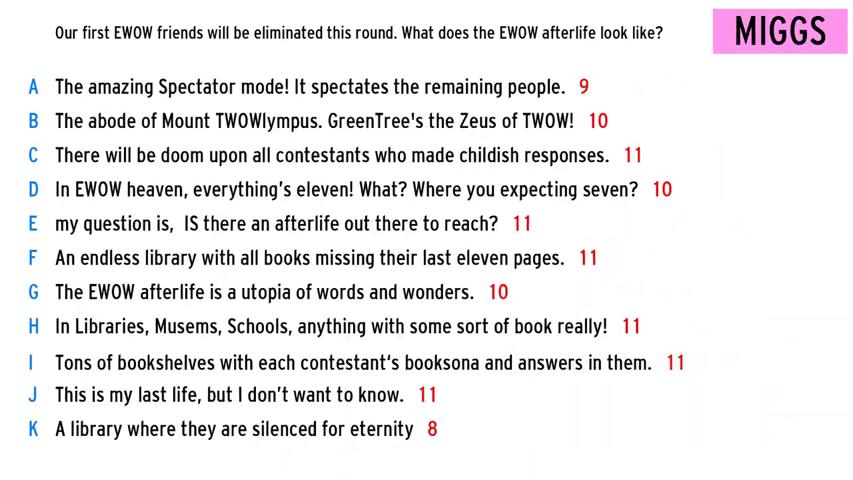 Our first EWOW friends will be eliminated this round. What does the EWOW afterlife look like?
MIGGS
A The amazing Spectator mode! It spectates the remaining people. 9
B The abode of Mount TWOWlympus. GreenTree's the Zeus of TWOW! 10
C There will be doom upon all contestants who made childish responses. 11
D In EWOW heaven, everything's eleven! What? Where you expecting seven? 10
E my question is, IS there an afterlife out there to reach? 11
F An endless library with all books missing their last eleven pages. 11
G The EWOW afterlife is a utopia of words and wonders. 10
H In Libraries, Musems, Schools, anything with some sort of book really! 11
I Tons of bookshelves with each contestant's booksona and answers in them. 11
J This is my last life, but I don't want to know. 11
K A library where they are silenced for eternity 8